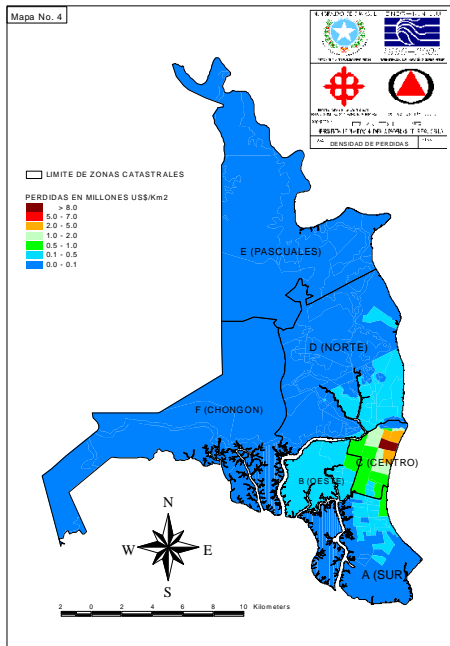 Mapa No. 4
DENSIDAD DE PERDIDAS
LIMITE DE ZONAS CATASTRALES
PERDIDAS EN MILLONES US$/Km2
> 8.0
5.0 - 7.0
2.0 - 5.0
1.0 - 2.0
0.5 - 1.0
0.1 - 0.5
0.0 - 0.1
E (PASCUALES)
D (NORTE)
F (CHONGON)
C (CENTRO)
B (OESTE)
A (SUR)
N
W
E
S
2 0 2 4 6 8 10 Kilometers